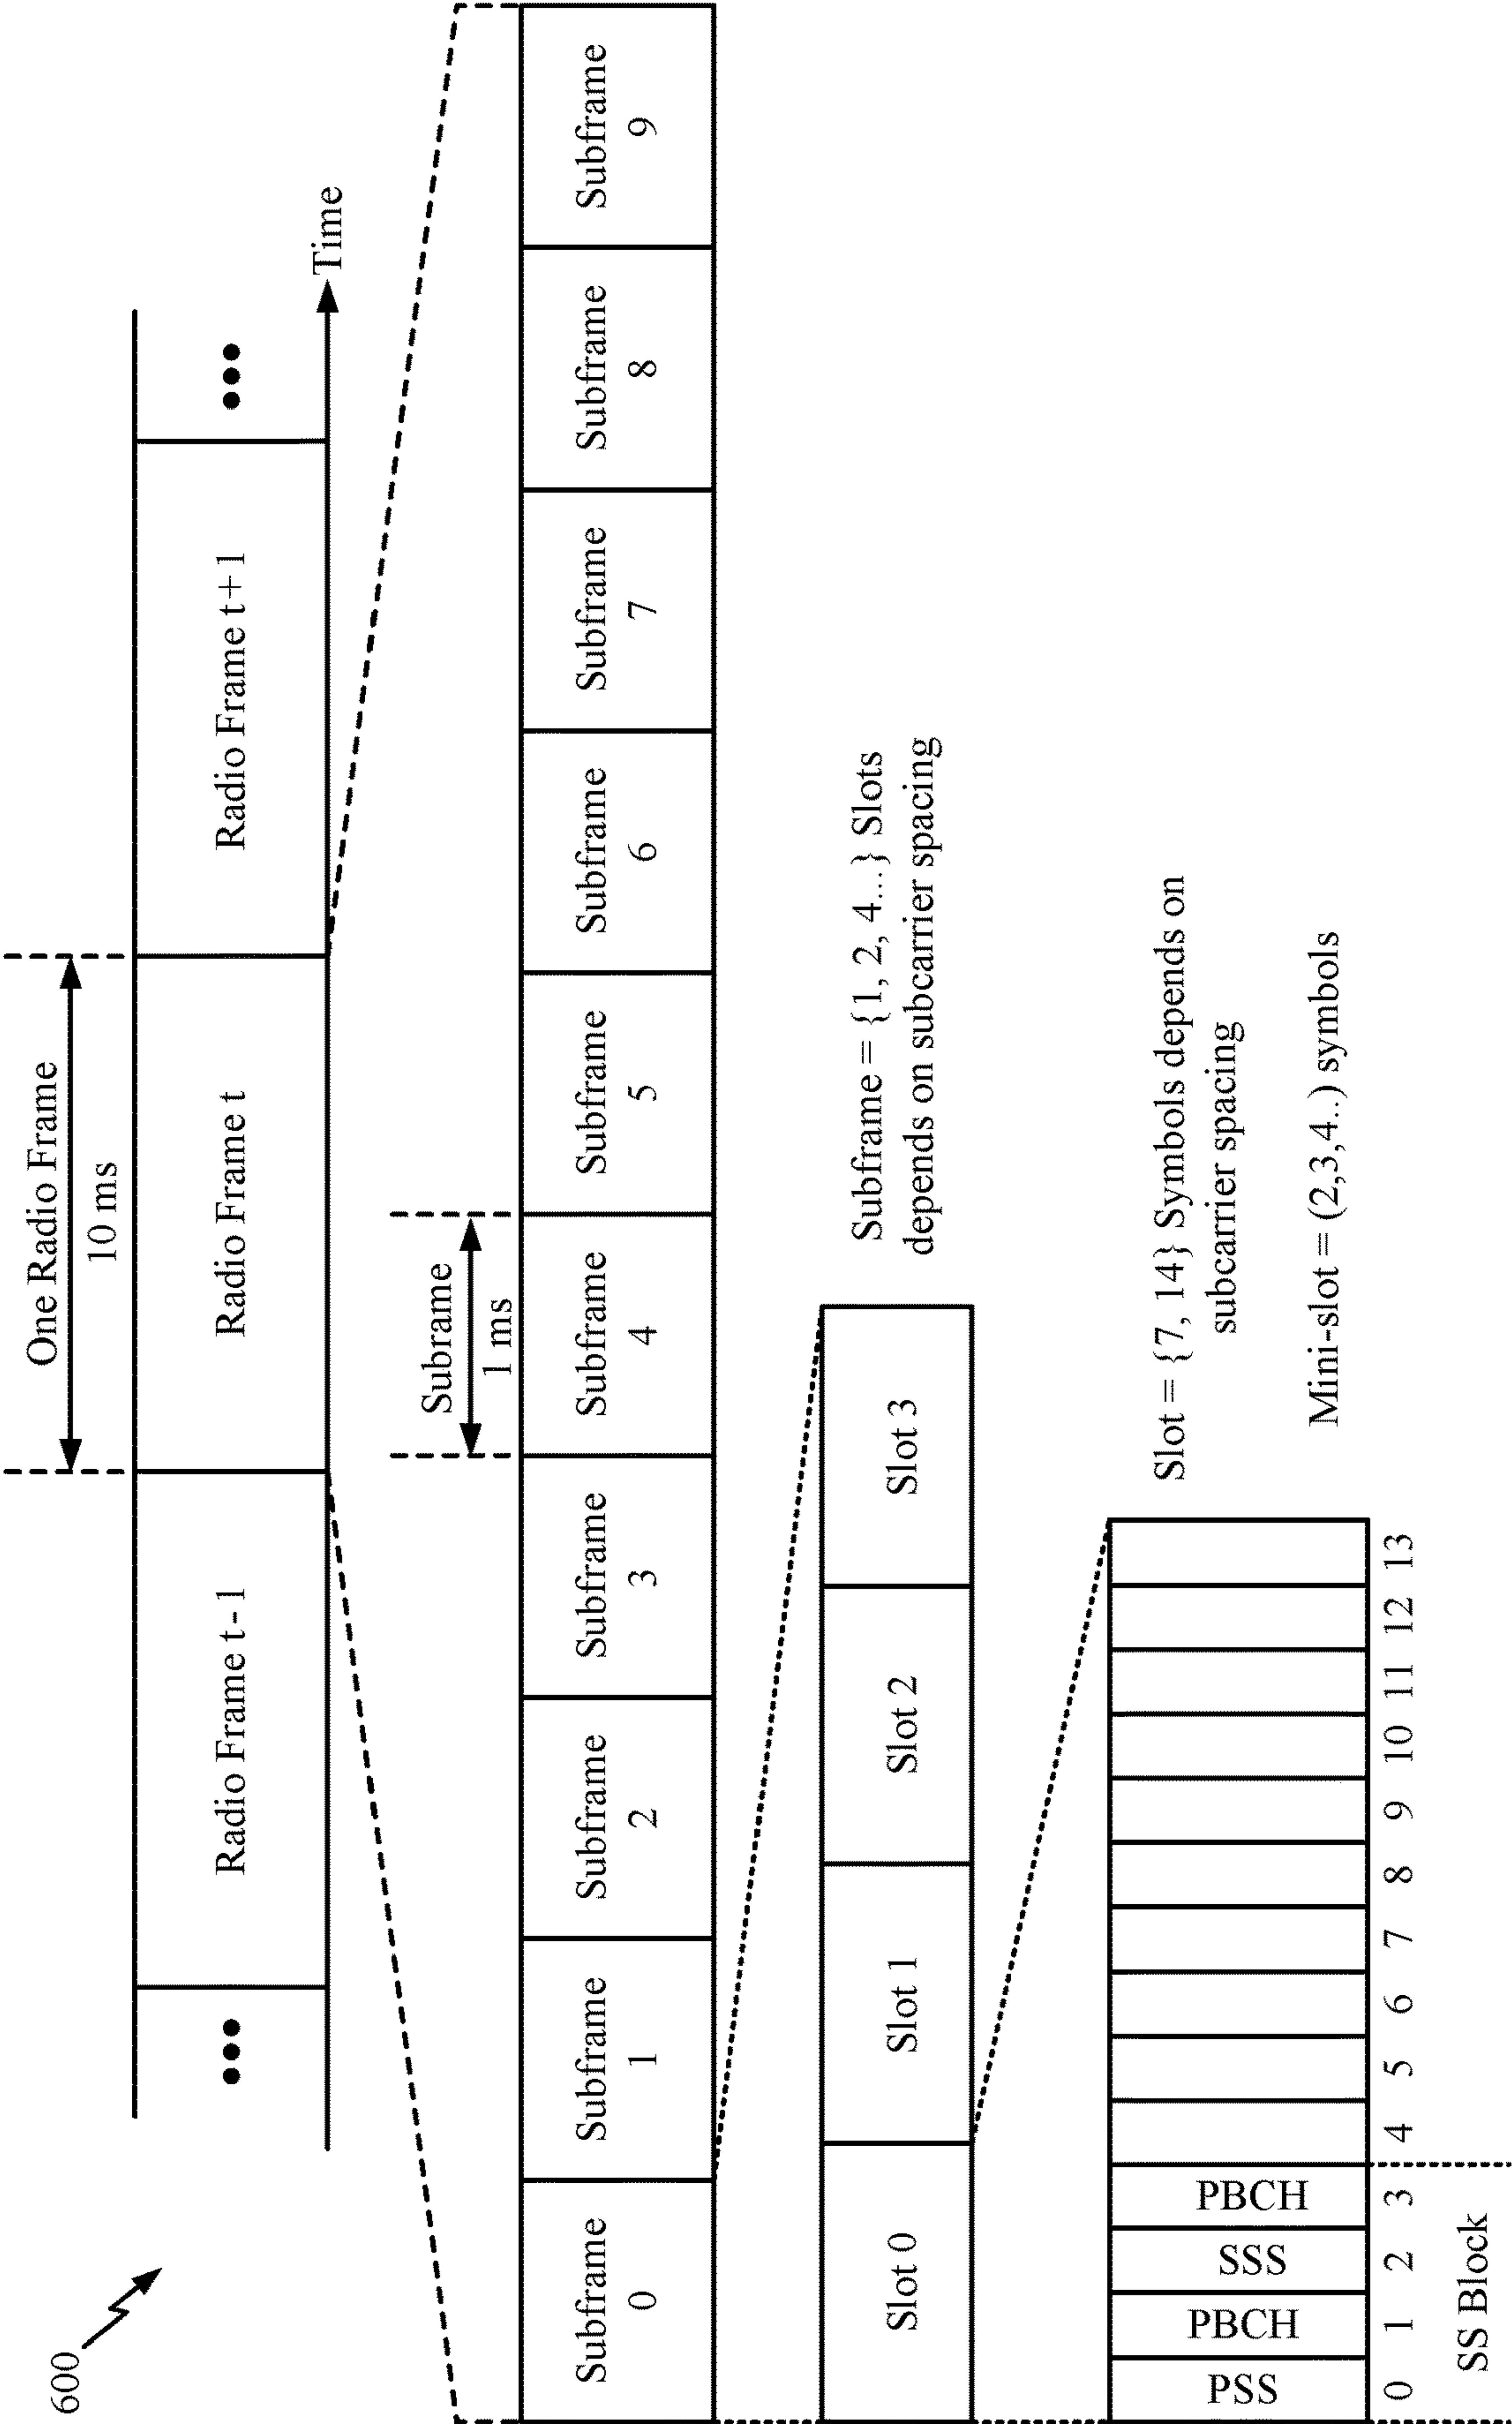 600
One Radio Frame
10 ms
••• Radio Frame t-1 Radio Frame t Radio Frame t+1 •••
Time
Subrame
1 ms
Subframe 0
Subframe 1
Subframe 2
Subframe 3
Subframe 4
Subframe 5
Subframe 6
Subframe 7
Subframe 8
Subframe 9
Slot 0 Slot 1 Slot 2 Slot 3
Subframe = {1, 2, 4...} Slots
depends on subcarrier spacing
PSS PBCH SSS PBCH
0 1 2 3 4 5 6 7 8 9 10 11 12 13
SS Block
Slot = {7, 14} Symbols depends on
subcarrier spacing
Mini-slot = (2,3,4..) symbols